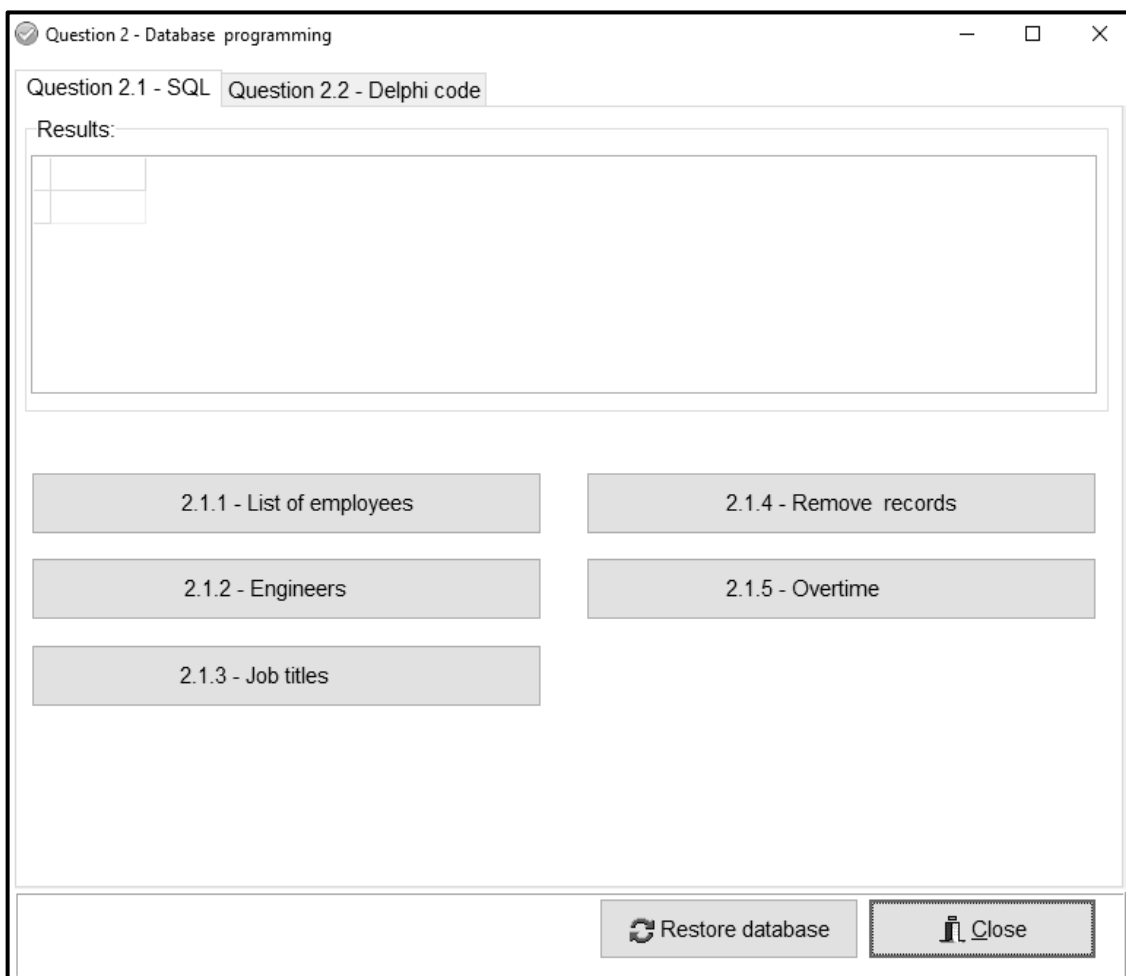 Question 2 - Database programming
Question 2.1 - SQL Question 2.2 - Delphi code
Results:
2.1.1 - List of employees 2.1.4 - Remove records
2.1.2 - Engineers 2.1.5 - Overtime
2.1.3 - Job titles
Restore database Close